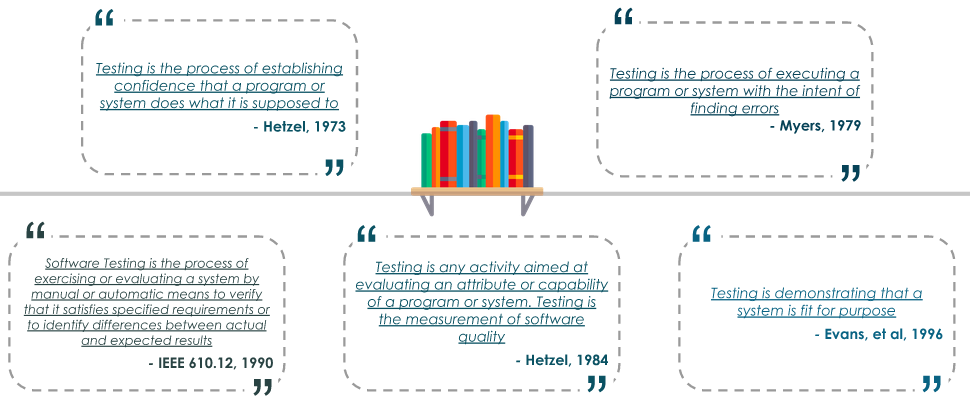 “
Testing is the process of establishing
confidence that a program or
system does what it is supposed to
- Hetzel, 1973
”
“
Testing is the process of executing a
program or system with the intent of
finding errors
- Myers, 1979
”
“
Software Testing is the process of
exercising or evaluating a system by
manual or automatic means to verify
that it satisfies specified requirements or
to identify differences between actual
and expected results
- IEEE 610.12, 1990
”
“
Testing is any activity aimed at
evaluating an attribute or capability
of a program or system. Testing is
the measurement of software
quality
- Hetzel, 1984
”
“
Testing is demonstrating that a
system is fit for purpose
- Evans, et al, 1996
”